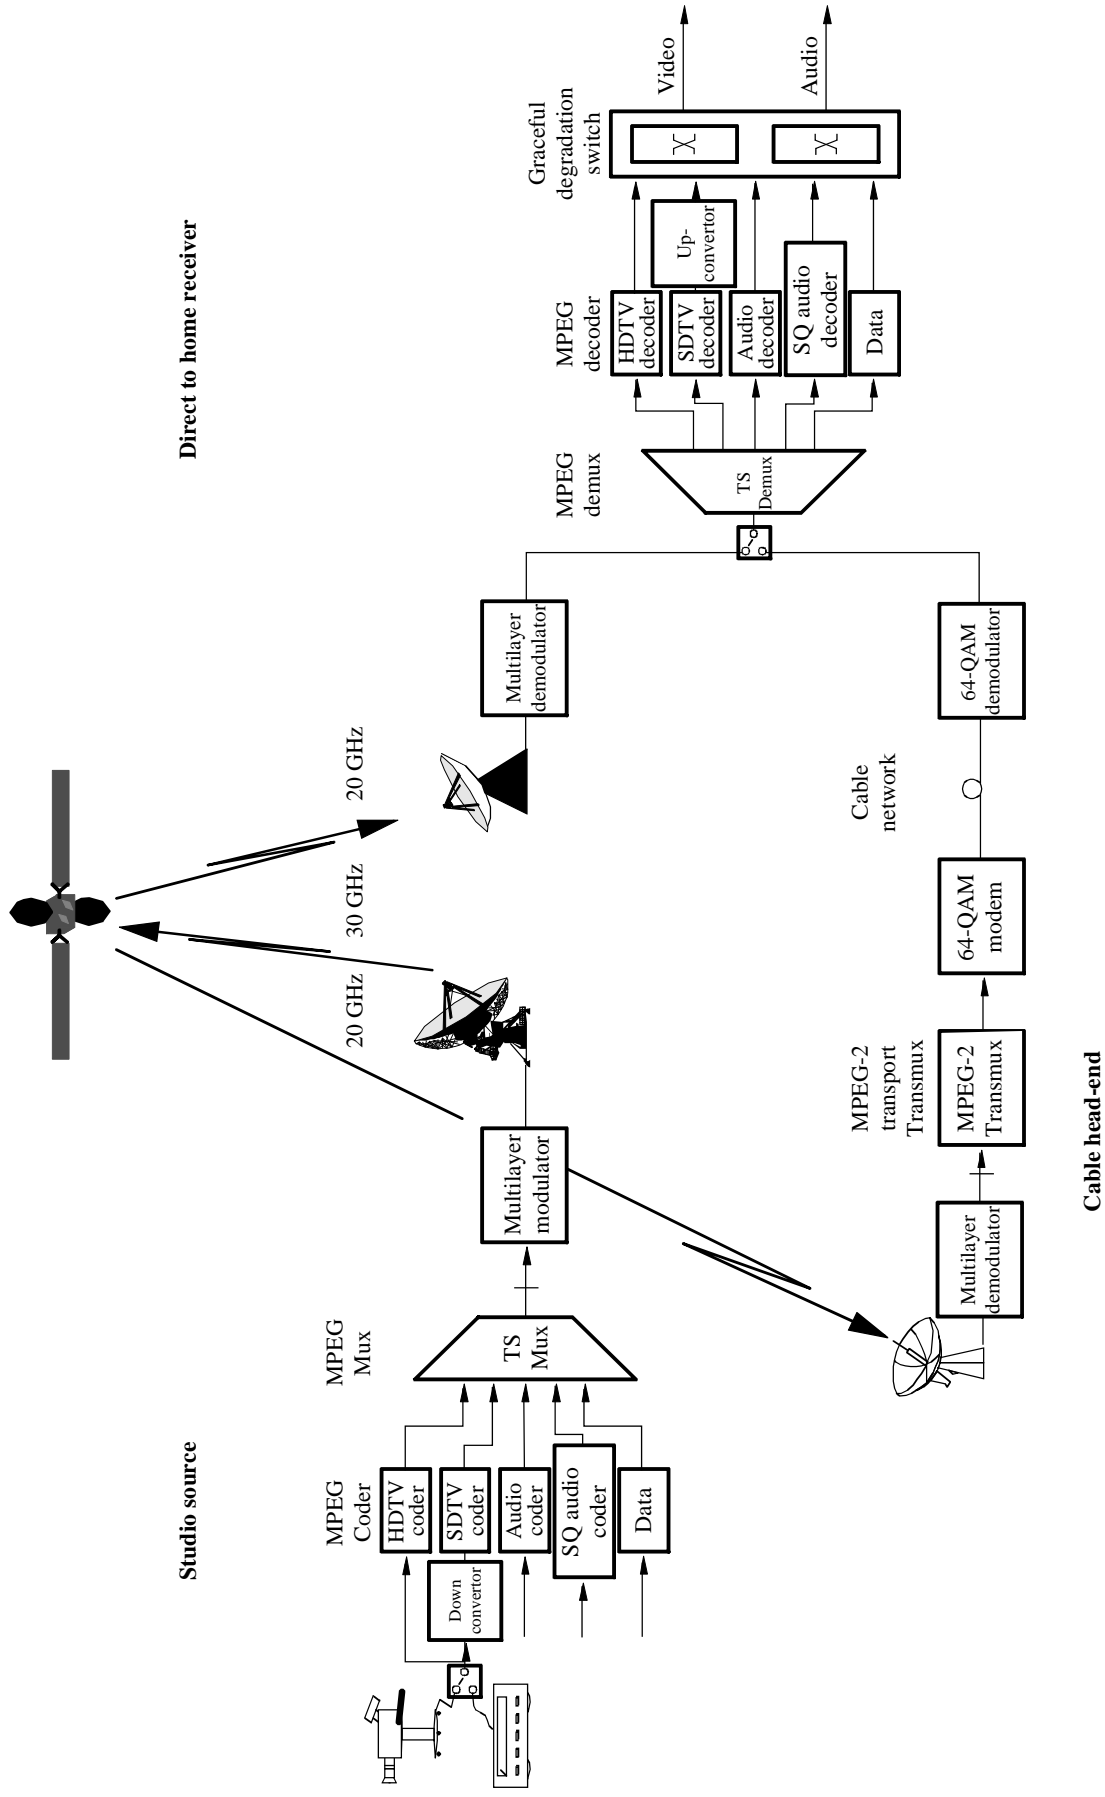 Studio source
Direct to home receiver
MPEG
Coder
MPEG
Mux
20 GHz
30 GHz
20 GHz
MPEG
demux
MPEG
decoder
Graceful
degradation
switch
HDTV
coder
Down
convertor
SDTV
coder
Audio
coder
SQ audio
coder
Data
TS
Mux
Multilayer
modulator
Multilayer
demodulator
TS
Demux
HDTV
decoder
SDTV
decoder
Up-
convertor
Audio
decoder
SQ audio
decoder
Data
Video
Audio
MPEG-2
transport
Transmux
Cable
network
Multilayer
demodulator
MPEG-2
Transmux
64-QAM
modem
64-QAM
demodulator
Cable head-end